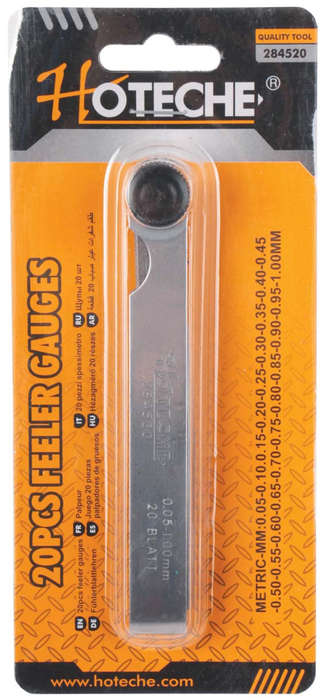 QUALITY TOOL
284520
HOTECHE®
20PCS FEELER GAUGES
EN 20pcs feeler gauges
DE Fühlerblattlehren
FR Palpeur
ES Juego 20 piezas palpadores de gruesos
IT 20 pezzi spessimetro
HU Hézagmérő 20 részes
RU Щупы 20 шт
AR
0.05-1.00mm
20 BLATT
METRIC-MM:0.05-0.10-0.15-0.20-0.25-0.30-0.35-0.40-0.45
-0.50-0.55-0.60-0.65-0.70-0.75-0.80-0.85-0.90-0.95-1.00MM
www.hoteche.com